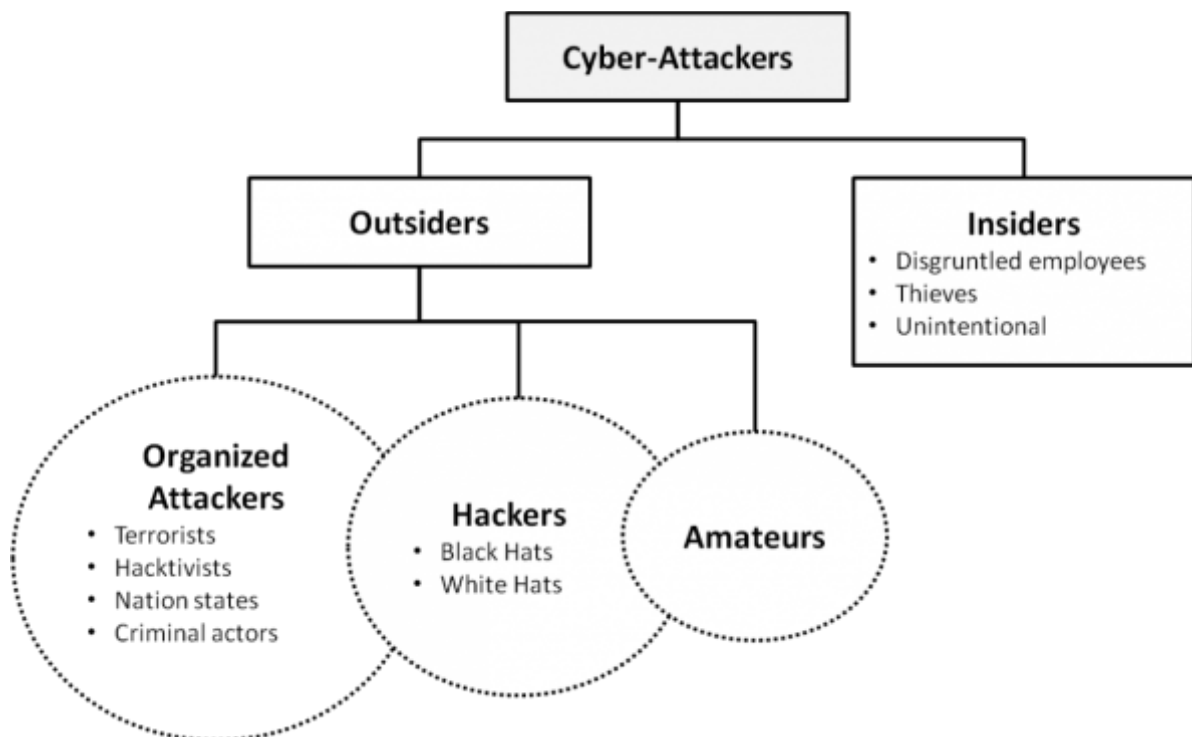 Cyber-Attackers
Outsiders
Insiders
• Disgruntled employees
• Thieves
• Unintentional
Organized
Attackers
• Terrorists
• Hacktivists
• Nation states
• Criminal actors
Hackers
• Black Hats
• White Hats
Amateurs